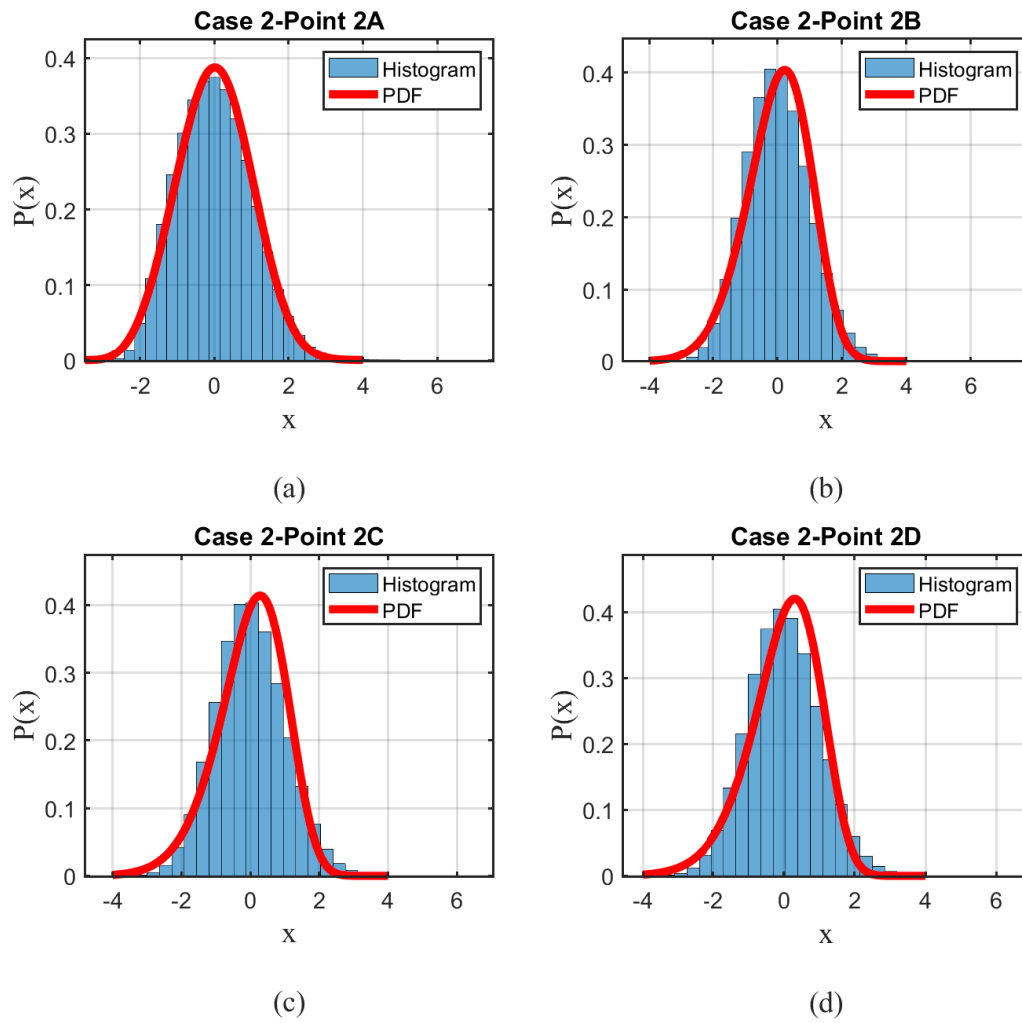 Case 2-Point 2A
0.4
0.3
0.2
0.1
0
P(x)
Histogram
PDF
-2 0 2 4 6
x
(a)
Case 2-Point 2B
0.4
0.3
0.2
0.1
0
P(x)
Histogram
PDF
-4 -2 0 2 4 6
x
(b)
Case 2-Point 2C
0.4
0.3
0.2
0.1
0
P(x)
Histogram
PDF
-4 -2 0 2 4 6
x
(c)
Case 2-Point 2D
0.4
0.3
0.2
0.1
0
P(x)
Histogram
PDF
-4 -2 0 2 4 6
x
(d)